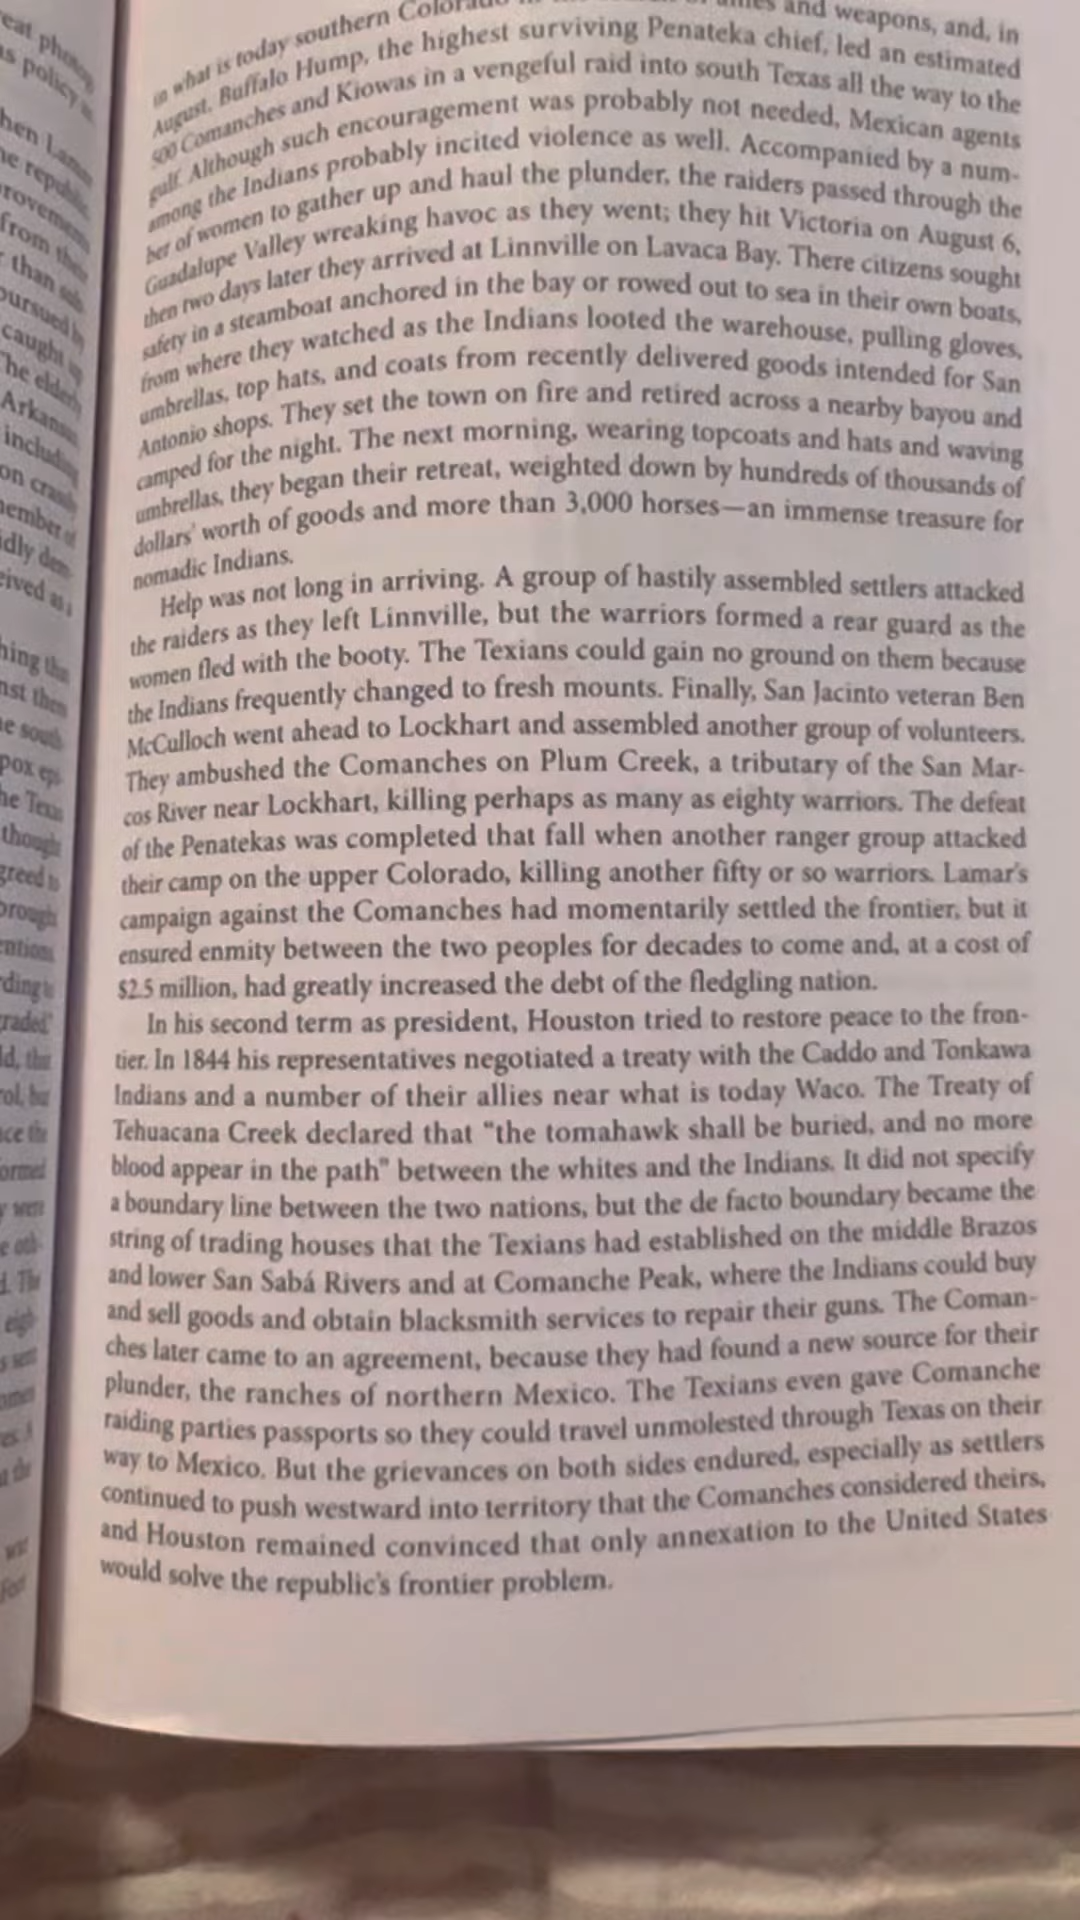 in what is today southern and weapons, and, in
August, Buffalo Hump, the highest surviving Penateka chief, led an estimated
500 Comanches and Kiowas in a vengeful raid into south Texas all the way to the
gulf. Although such encouragement was probably not needed, Mexican agents
among the Indians probably incited violence as well. Accompanied by a num-
ber of women to gather up and haul the plunder, the raiders passed through the
Guadalupe Valley wreaking havoc as they went; they hit Victoria on August 6,
then two days later they arrived at Linnville on Lavaca Bay. There citizens sought
safety in a steamboat anchored in the bay or rowed out to sea in their own boats,
from where they watched as the Indians looted the warehouse, pulling gloves,
umbrellas, top hats, and coats from recently delivered goods intended for San
Antonio shops. They set the town on fire and retired across a nearby bayou and
camped for the night. The next morning, wearing topcoats and hats and waving
umbrellas, they began their retreat, weighted down by hundreds of thousands of
dollars' worth of goods and more than 3,000 horses—an immense treasure for
nomadic Indians.
Help was not long in arriving. A group of hastily assembled settlers attacked
the raiders as they left Linnville, but the warriors formed a rear guard as the
women fled with the booty. The Texians could gain no ground on them because
the Indians frequently changed to fresh mounts. Finally, San Jacinto veteran Ben
McCulloch went ahead to Lockhart and assembled another group of volunteers.
They ambushed the Comanches on Plum Creek, a tributary of the San Mar-
cos River near Lockhart, killing perhaps as many as eighty warriors. The defeat
of the Penatekas was completed that fall when another ranger group attacked
their camp on the upper Colorado, killing another fifty or so warriors. Lamar's
campaign against the Comanches had momentarily settled the frontier, but it
ensured enmity between the two peoples for decades to come and, at a cost of
$2.5 million, had greatly increased the debt of the fledgling nation.
In his second term as president, Houston tried to restore peace to the fron-
tier. In 1844 his representatives negotiated a treaty with the Caddo and Tonkawa
Indians and a number of their allies near what is today Waco. The Treaty of
Tehuacana Creek declared that "the tomahawk shall be buried, and no more
blood appear in the path" between the whites and the Indians. It did not specify
a boundary line between the two nations, but the de facto boundary became the
string of trading houses that the Texians had established on the middle Brazos
and lower San Sabá Rivers and at Comanche Peak, where the Indians could buy
and sell goods and obtain blacksmith services to repair their guns. The Coman-
ches later came to an agreement, because they had found a new source for their
plunder, the ranches of northern Mexico. The Texians even gave Comanche
raiding parties passports so they could travel unmolested through Texas on their
way to Mexico. But the grievances on both sides endured, especially as settlers
continued to push westward into territory that the Comanches considered theirs,
and Houston remained convinced that only annexation to the United States
would solve the republic's frontier problem.